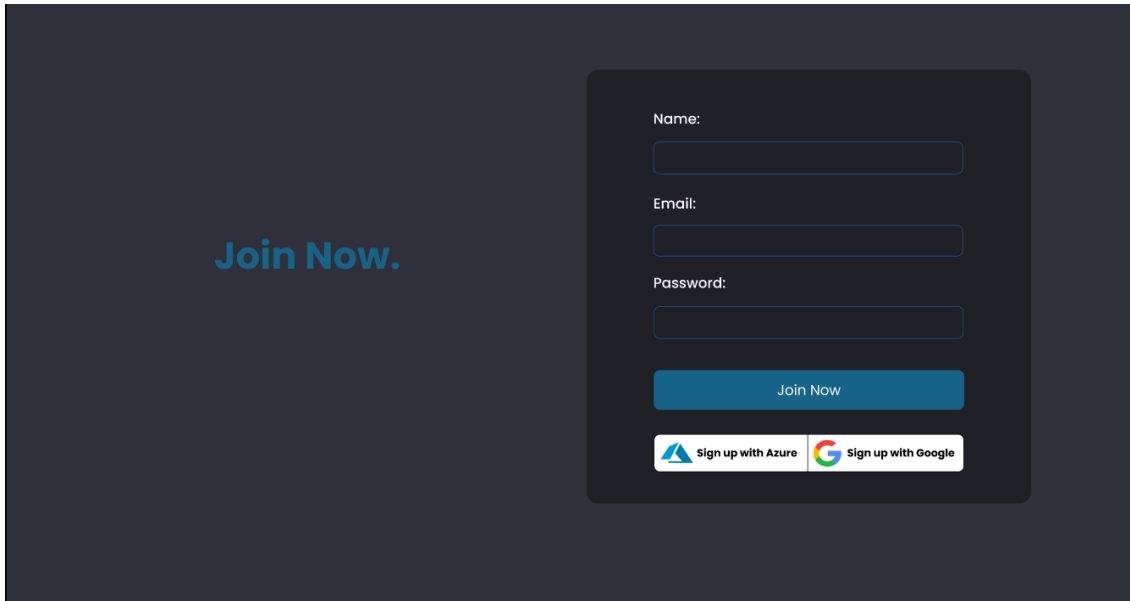 Join Now.
Name:
Email:
Password:
Join Now
Sign up with Azure
Sign up with Google